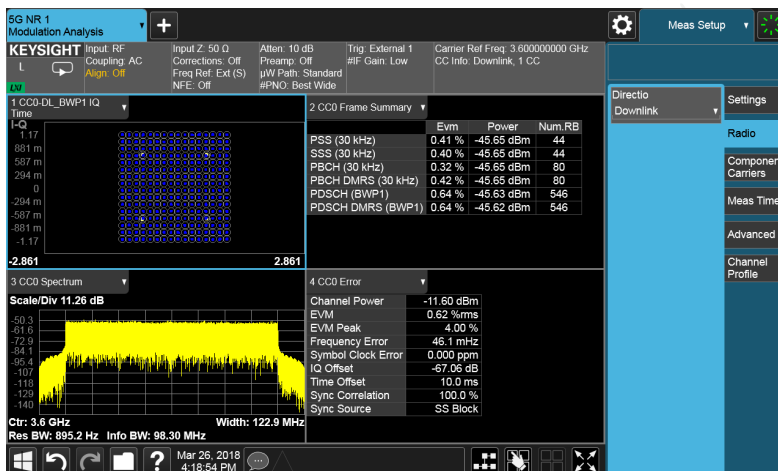 5G NR 1
Modulation Analysis
Meas Setup
KEYSIGHT
L
LXI
Input: RF
Coupling: AC
Align: Off
Input Z: 50 Ω
Corrections: Off
Freq Ref: Ext (S)
NFE: Off
Atten: 10 dB
Preamp: Off
µW Path: Standard
#PNO: Best Wide
Trig: External 1
#IF Gain: Low
Carrier Ref Freq: 3.600000000 GHz
CC Info: Downlink, 1 CC
1 CC0-DL_BWP1 IQ
Time
I-Q
1.17
881 m
587 m
294 m
0
-294 m
-587 m
-881 m
-1.17
-2.861 2.861
2 CC0 Frame Summary
Evm Power Num.RB
PSS (30 kHz) 0.41 % -45.65 dBm 44
SSS (30 kHz) 0.40 % -45.65 dBm 44
PBCH (30 kHz) 0.32 % -45.65 dBm 80
PBCH DMRS (30 kHz) 0.42 % -45.65 dBm 80
PDSCH (BWP1) 0.64 % -45.63 dBm 546
PDSCH DMRS (BWP1) 0.64 % -45.62 dBm 546
3 CC0 Spectrum
Scale/Div 11.26 dB
-50.3
-61.6
-72.9
-84.1
-95.4
-107
-118
-129
-140
Ctr: 3.6 GHz Width: 122.9 MHz
Res BW: 895.2 Hz Info BW: 98.30 MHz
4 CC0 Error
Channel Power -11.60 dBm
EVM 0.62 %rms
EVM Peak 4.00 %
Frequency Error 46.1 mHz
Symbol Clock Error 0.000 ppm
IQ Offset -67.06 dB
Time Offset 10.0 ms
Sync Correlation 100.0 %
Sync Source SS Block
Directio
Downlink
Settings
Radio
Componen
Carriers
Meas Time
Advanced
Channel
Profile
?
Mar 26, 2018
4:18:54 PM